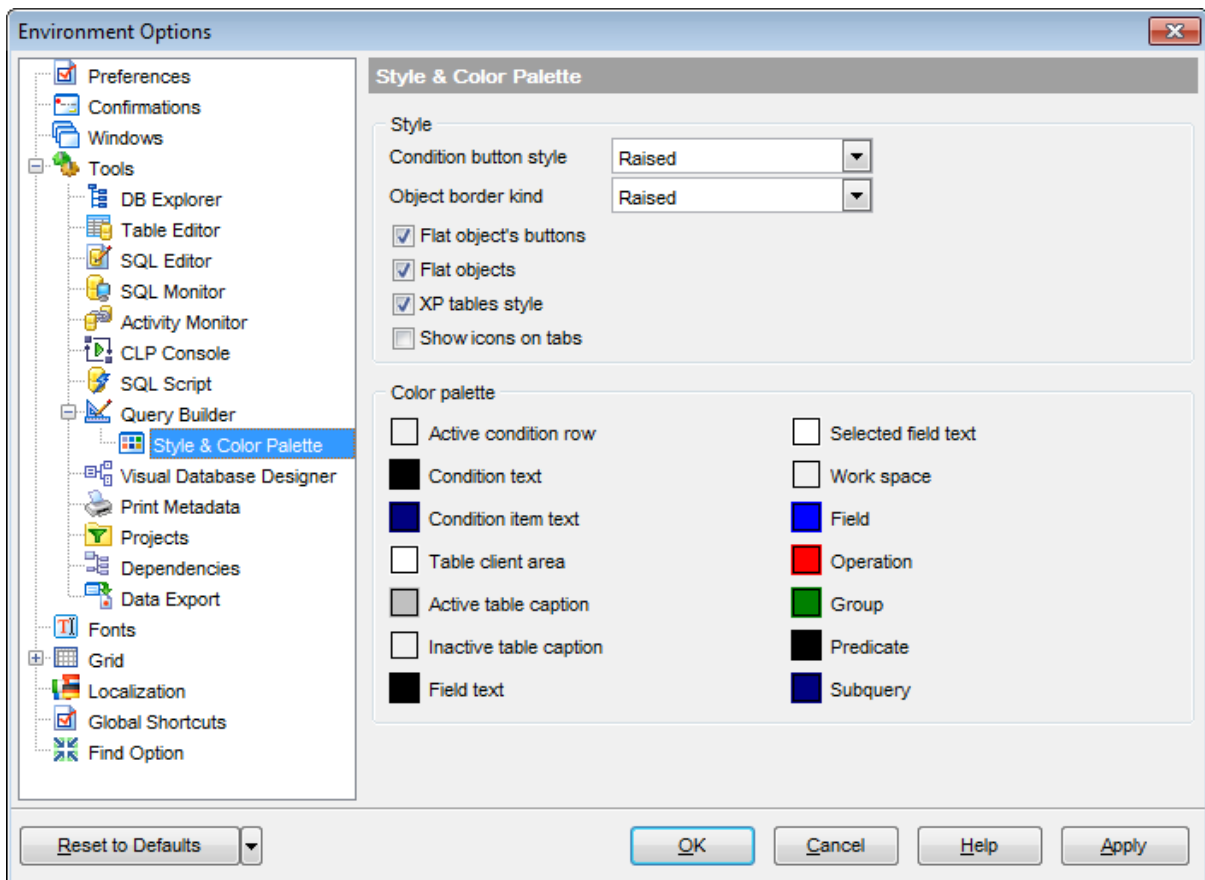 Environment Options
Preferences
Confirmations
Windows
Tools
DB Explorer
Table Editor
SQL Editor
SQL Monitor
Activity Monitor
CLP Console
SQL Script
Query Builder
Style & Color Palette
Visual Database Designer
Print Metadata
Projects
Dependencies
Data Export
Fonts
Grid
Localization
Global Shortcuts
Find Option
Style & Color Palette
Style
Condition button style Raised
Object border kind Raised
Flat object's buttons
Flat objects
XP tables style
Show icons on tabs
Color palette
Active condition row Selected field text
Condition text Work space
Condition item text Field
Table client area Operation
Active table caption Group
Inactive table caption Predicate
Field text Subquery
Reset to Defaults OK Cancel Help Apply